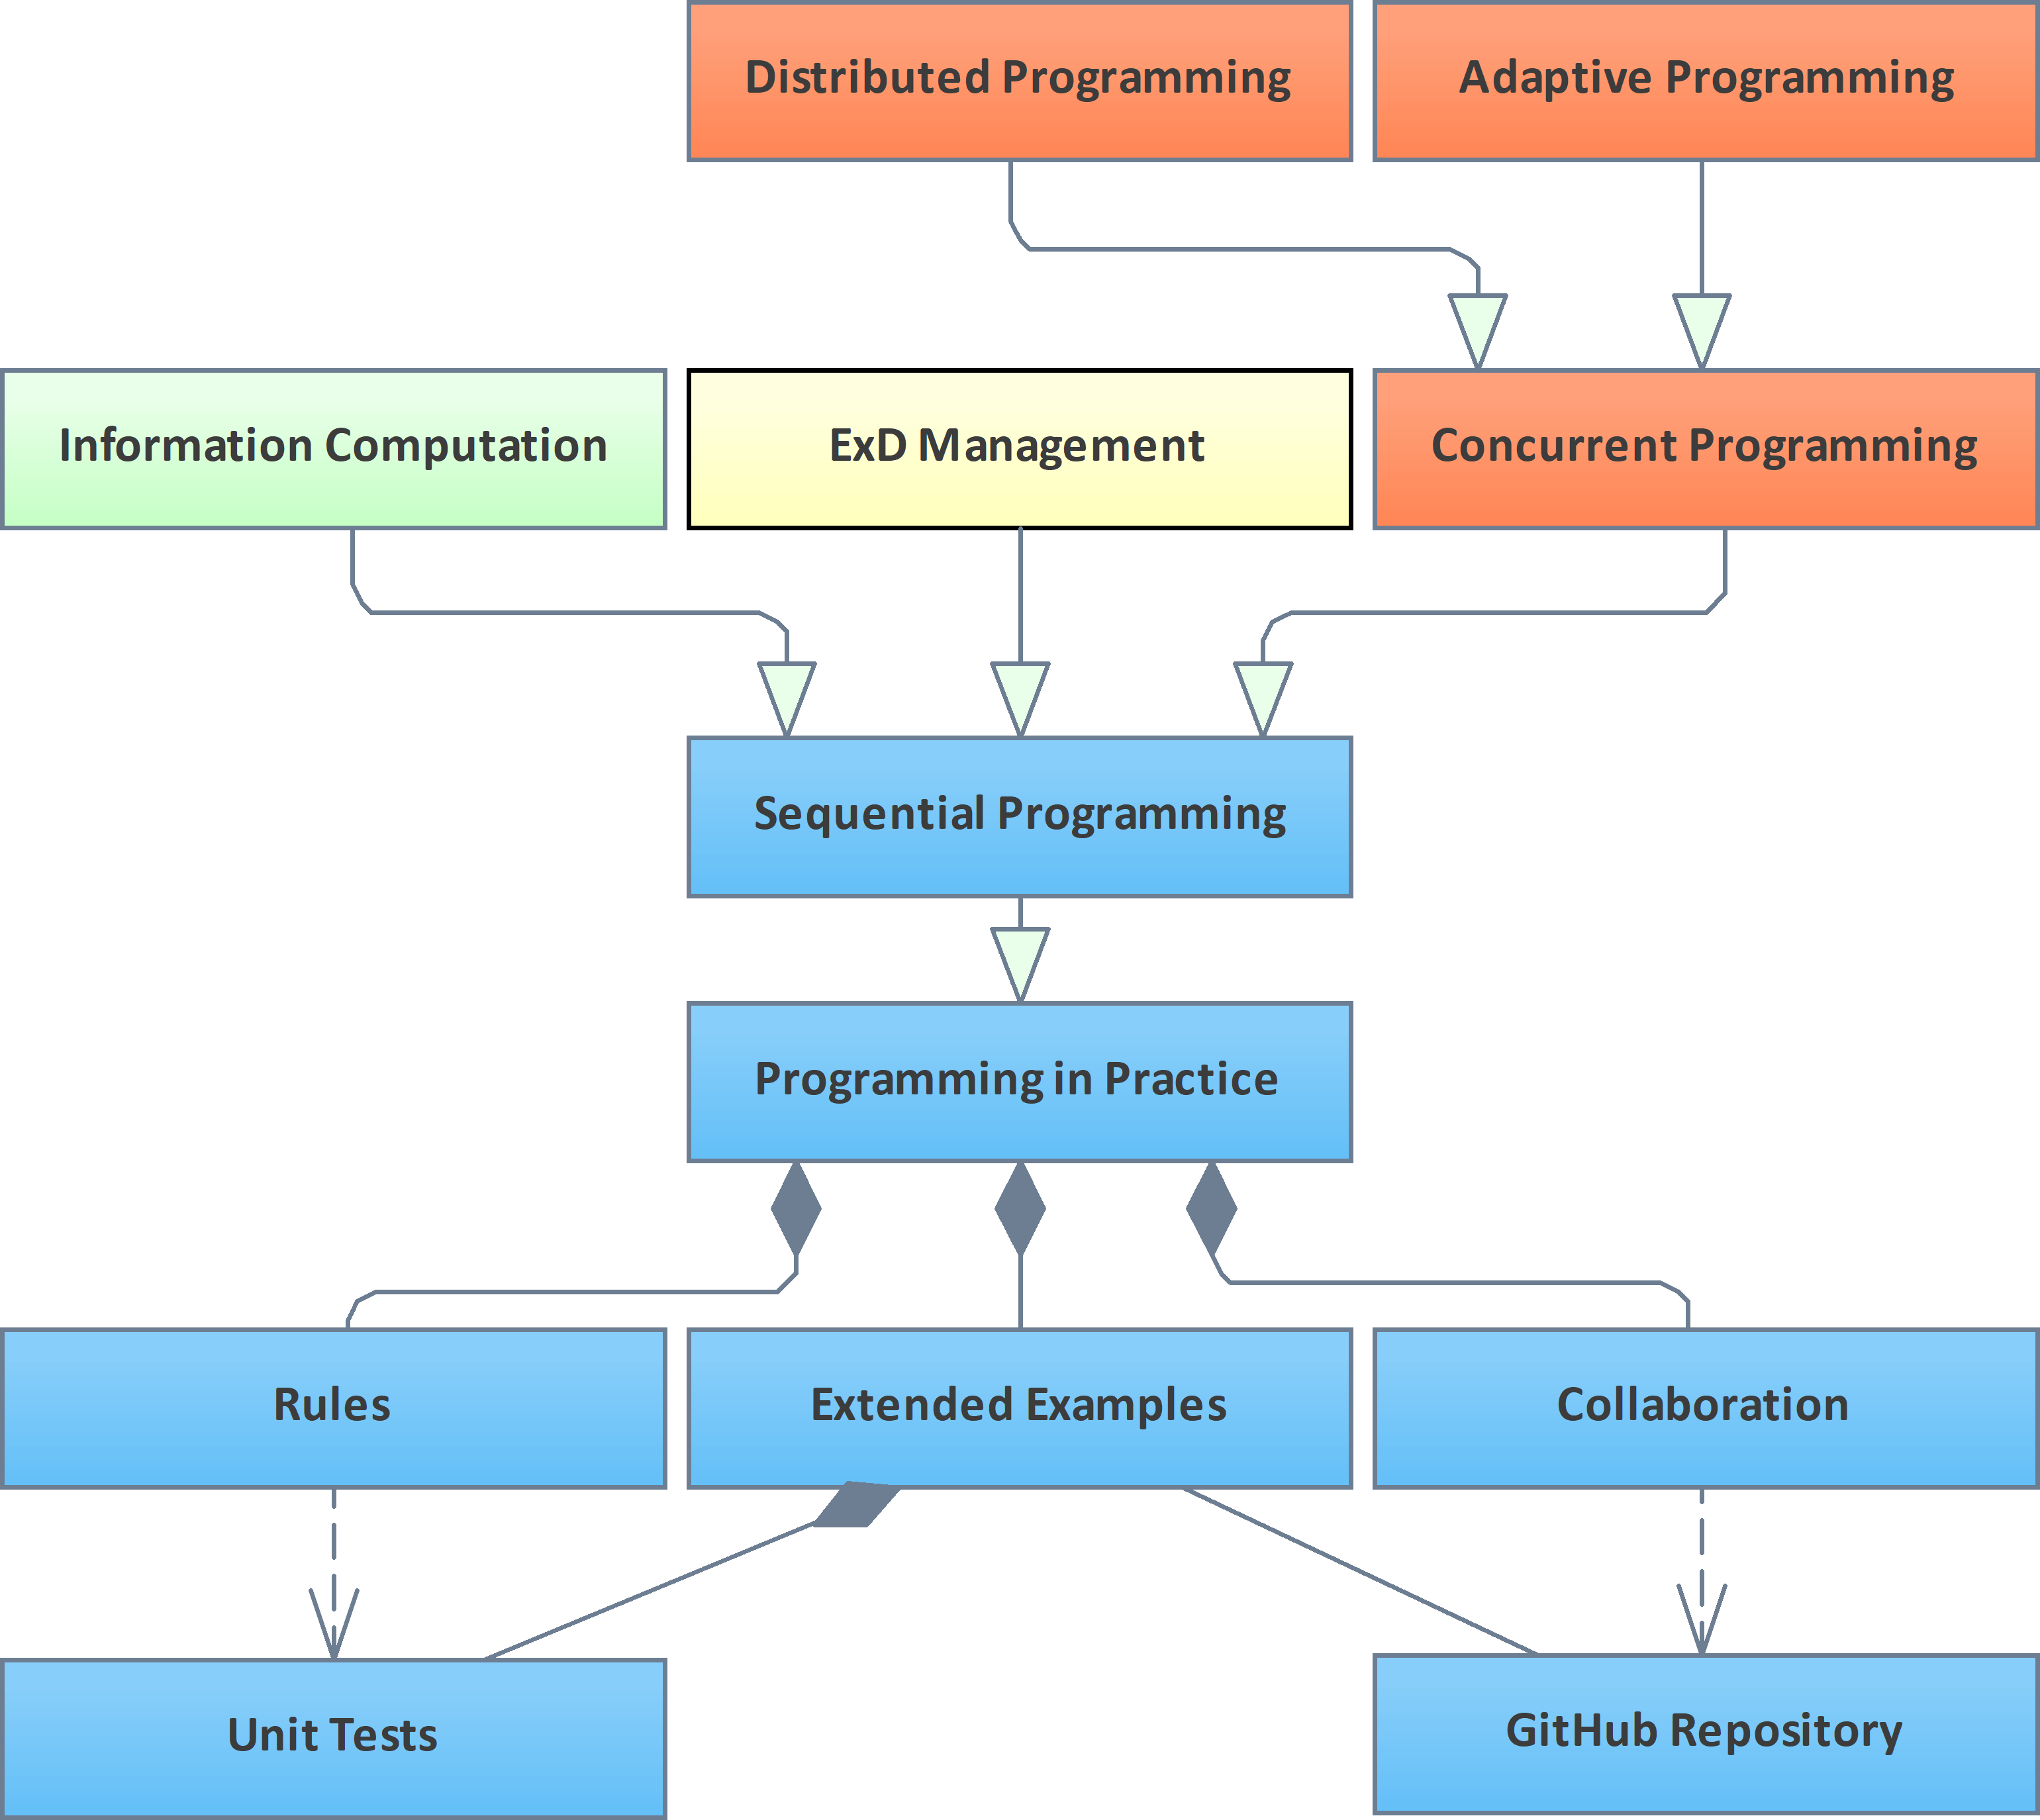 Distributed Programming
Adaptive Programming
Information Computation
ExD Management
Concurrent Programming
Sequential Programming
Programming in Practice
Rules
Extended Examples
Collaboration
Unit Tests
GitHub Repository